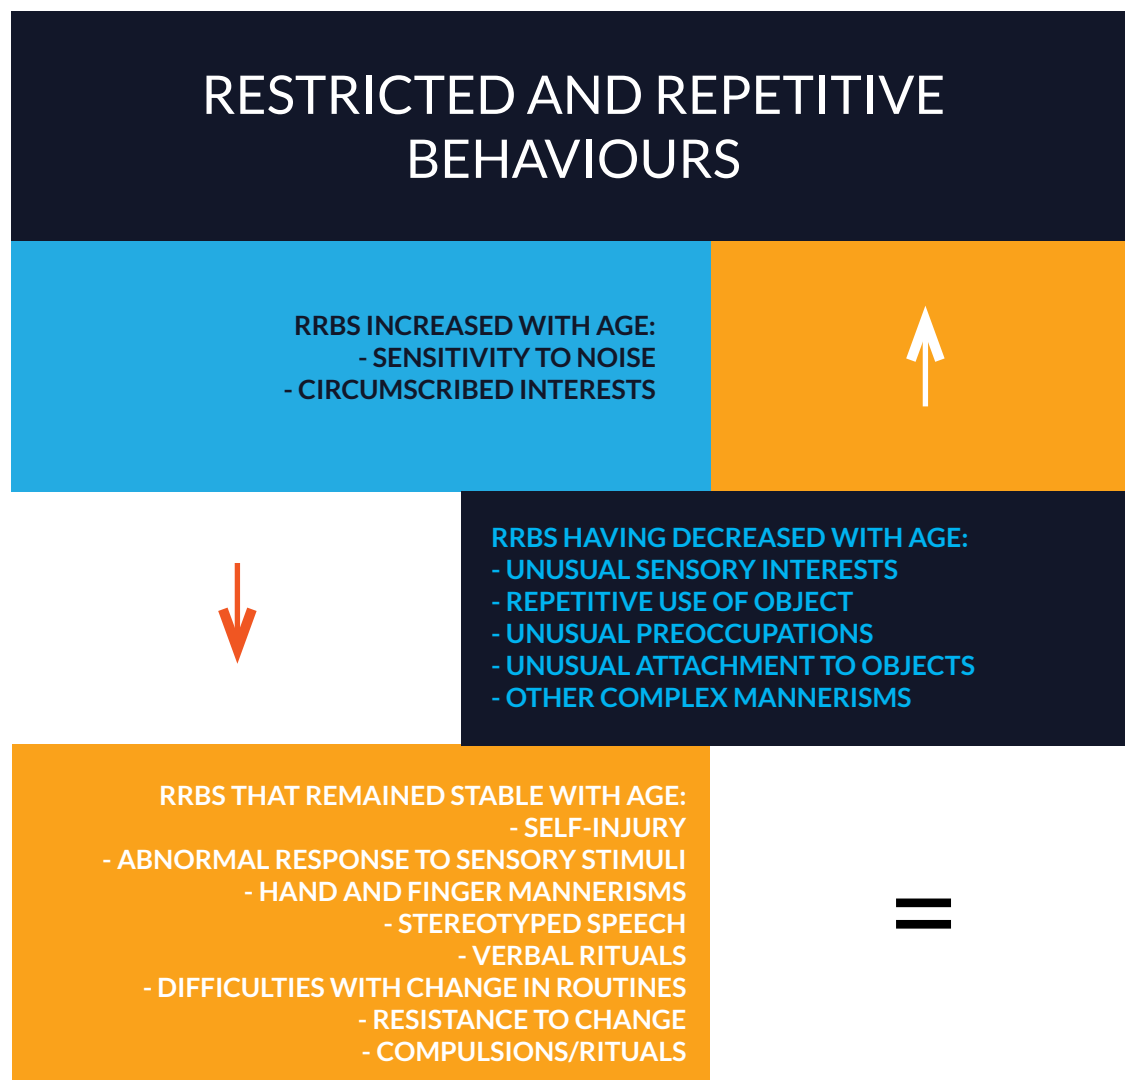 RESTRICTED AND REPETITIVE
BEHAVIOURS
RRBS INCREASED WITH AGE:
- SENSITIVITY TO NOISE
- CIRCUMSCRIBED INTERESTS
RRBS HAVING DECREASED WITH AGE:
- UNUSUAL SENSORY INTERESTS
- REPETITIVE USE OF OBJECT
- UNUSUAL PREOCCUPATIONS
- UNUSUAL ATTACHMENT TO OBJECTS
- OTHER COMPLEX MANNERISMS
RRBS THAT REMAINED STABLE WITH AGE:
- SELF-INJURY
- ABNORMAL RESPONSE TO SENSORY STIMULI
- HAND AND FINGER MANNERISMS
- STEREOTYPED SPEECH
- VERBAL RITUALS
- DIFFICULTIES WITH CHANGE IN ROUTINES
- RESISTANCE TO CHANGE
- COMPULSIONS/RITUALS
=